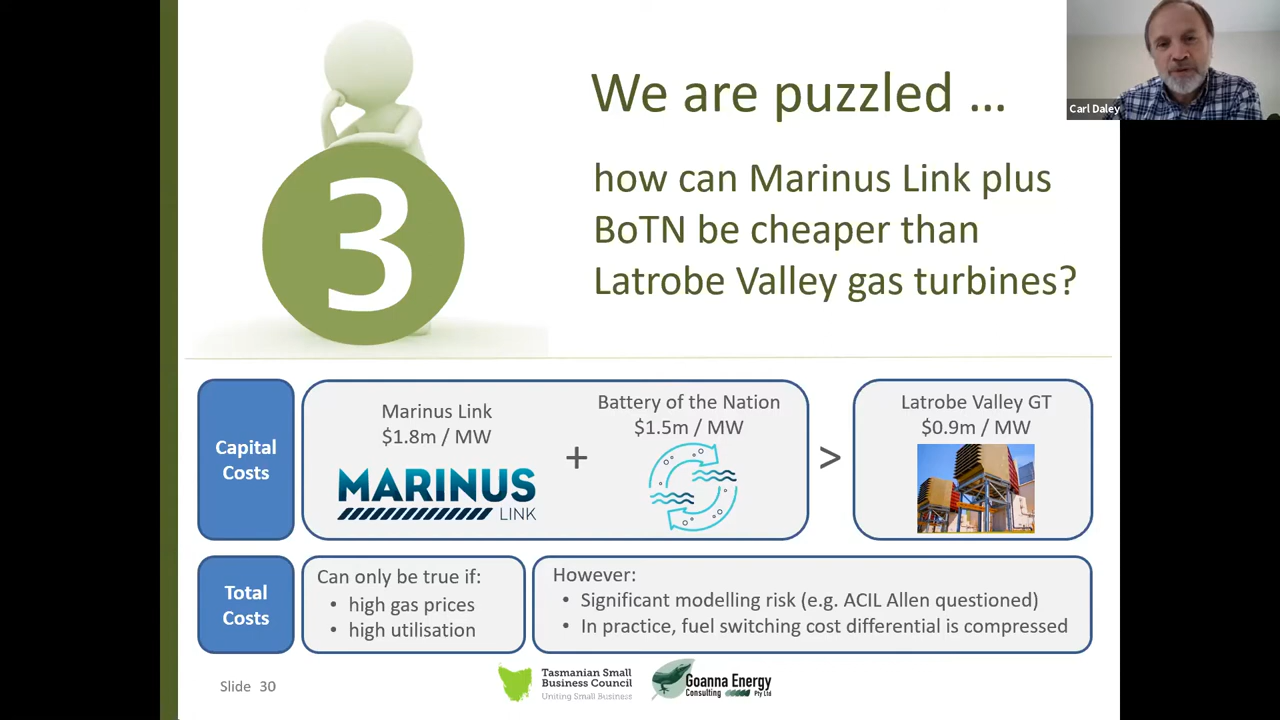 We are puzzled ...
Carl Daley
how can Marinus Link plus
BoTN be cheaper than
Latrobe Valley gas turbines?
3
Capital
Costs
Marinus Link
$1.8m / MW
MARINUS
LINK
+
Battery of the Nation
$1.5m / MW
>
Latrobe Valley GT
$0.9m / MW
Total
Costs
Can only be true if:
• high gas prices
• high utilisation
However:
• Significant modelling risk (e.g. ACIL Allen questioned)
• In practice, fuel switching cost differential is compressed
Slide 30
Tasmanian Small
Business Council
Uniting Small Business
Goanna Energy
Consulting Pty Ltd